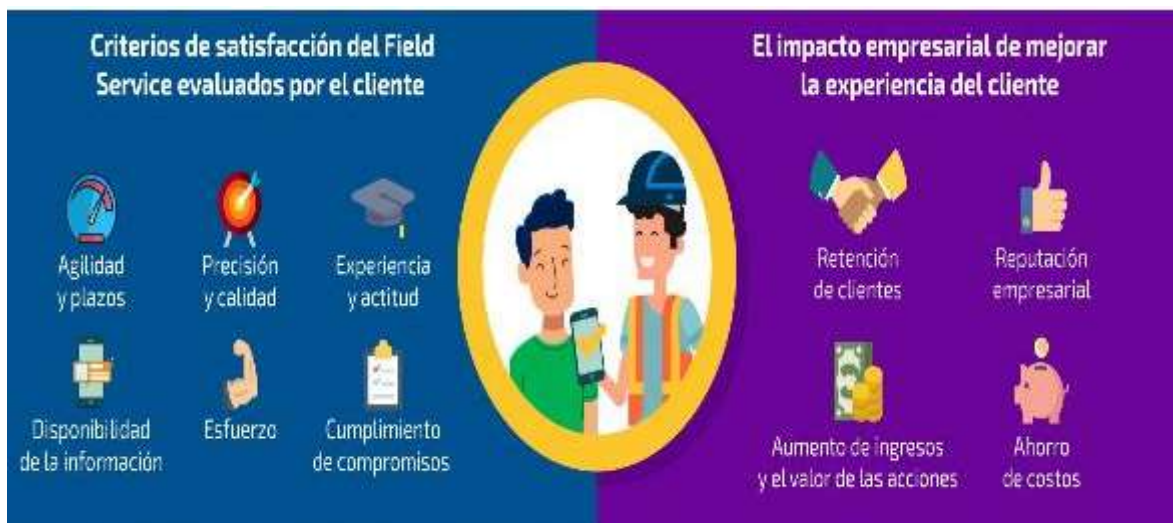 Criterios de satisfacción del Field
Service evaluados por el cliente
Agilidad
y plazos
Precisión
y calidad
Experiencia
y actitud
Disponibilidad
de la información
Esfuerzo
Cumplimiento
de compromisos
El impacto empresarial de mejorar
la experiencia del cliente
Retención
de clientes
Reputación
empresarial
Aumento de ingresos
y el valor de las acciones
Ahorro
de costos